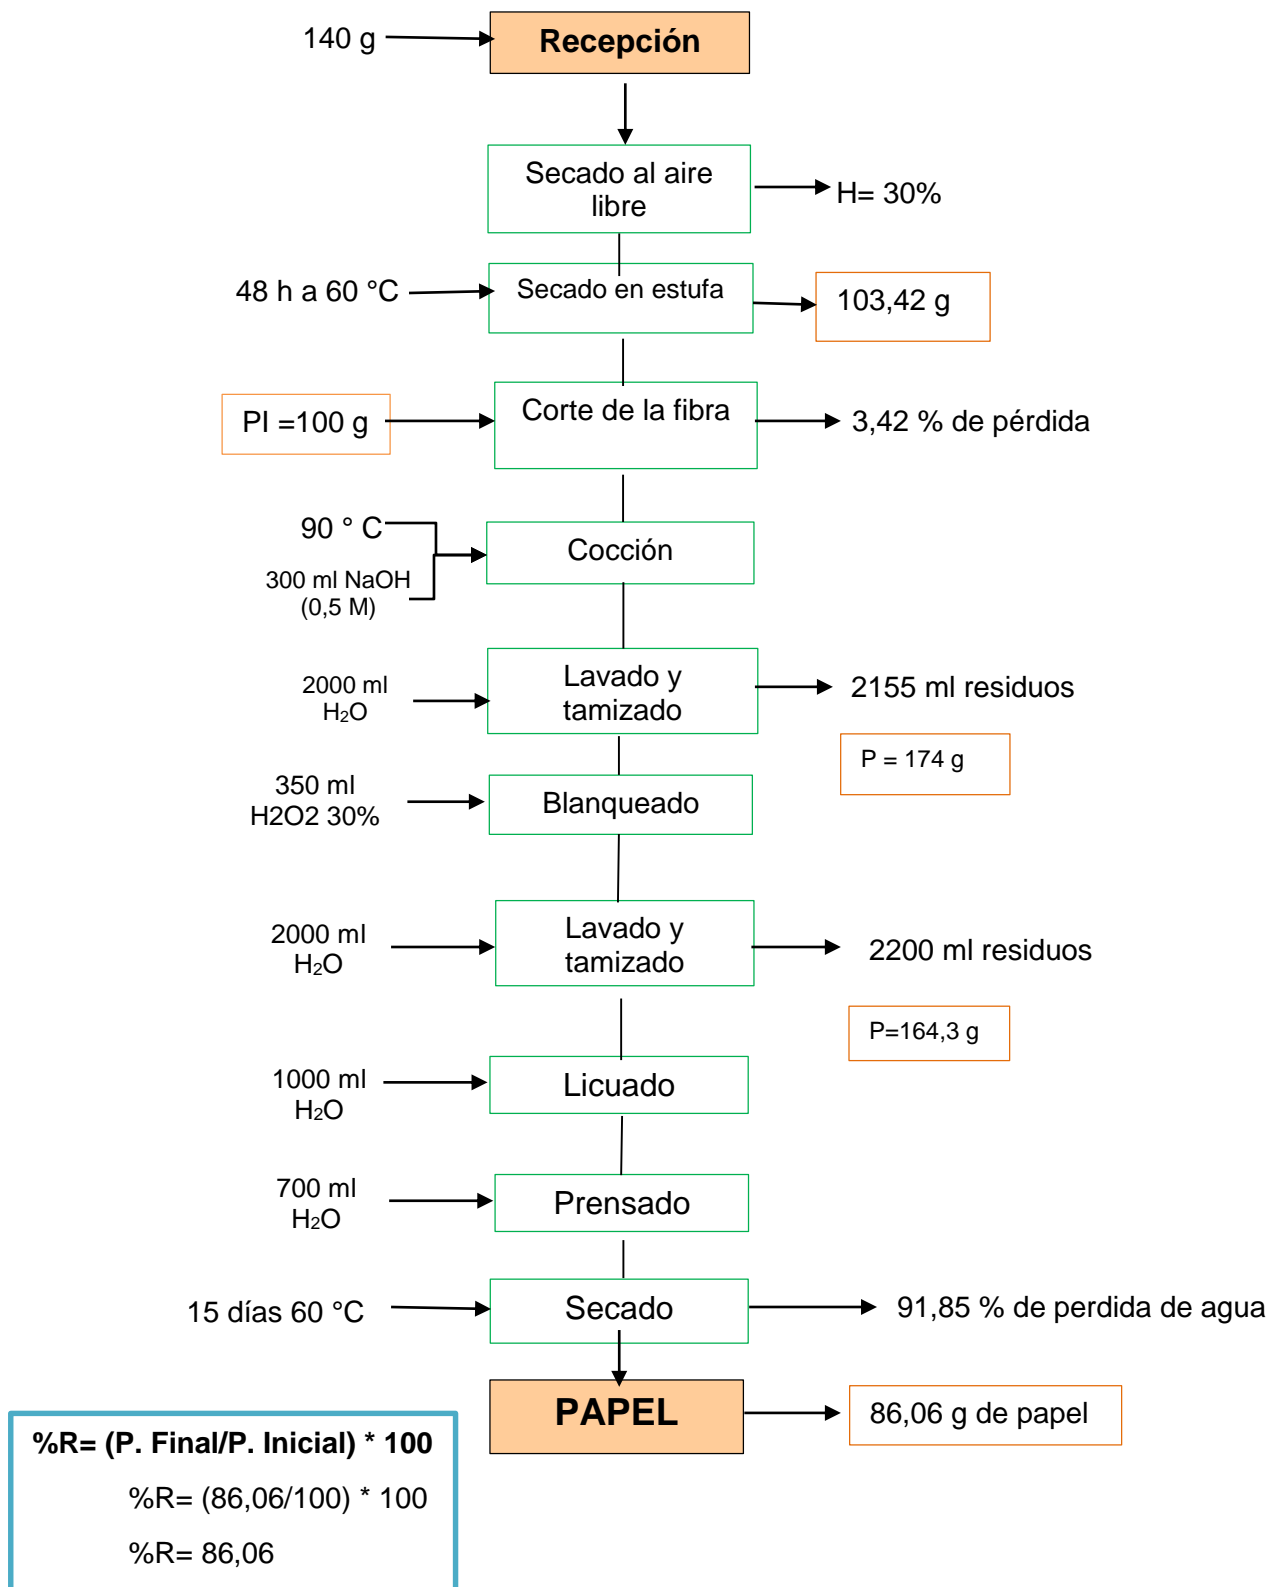 140 g
Recepción
Secado al aire
libre
H= 30%
48 h a 60 °C
Secado en estufa
103,42 g
PI =100 g
Corte de la fibra
3,42 % de pérdida
90 ° C
300 ml NaOH
(0,5 M)
Cocción
2000 ml
H₂O
Lavado y
tamizado
2155 ml residuos
P = 174 g
350 ml
H2O2 30%
Blanqueado
2000 ml
H₂O
Lavado y
tamizado
2200 ml residuos
P=164,3 g
1000 ml
H₂O
Licuado
700 ml
H₂O
Prensado
15 días 60 °C
Secado
91,85 % de perdida de agua
PAPEL
86,06 g de papel
%R= (P. Final/P. Inicial) * 100
%R= (86,06/100) * 100
%R= 86,06